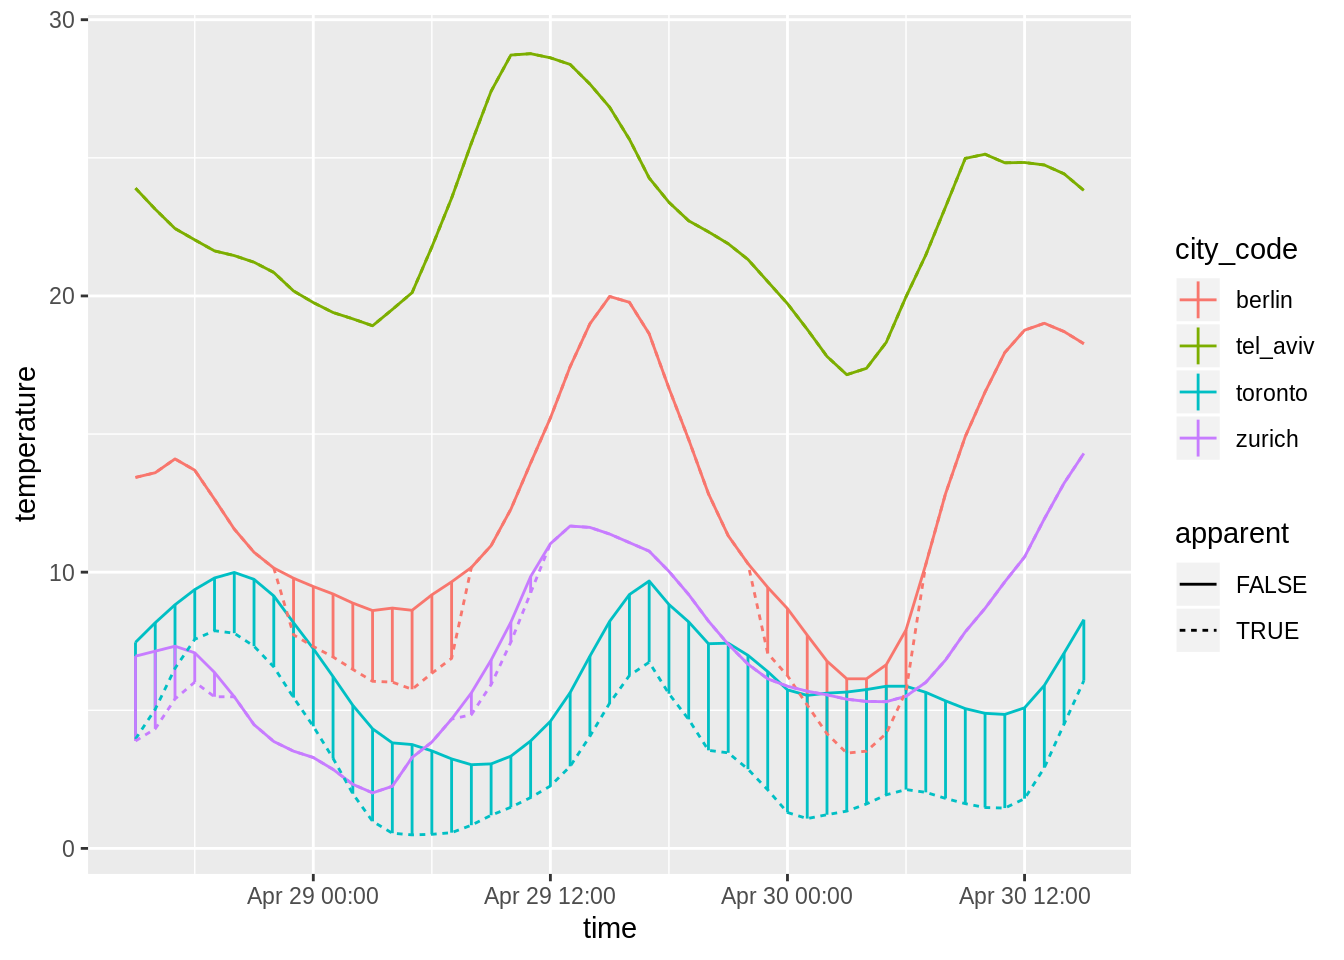 30
20
10
0
temperature
Apr 29 00:00
Apr 29 12:00
Apr 30 00:00
Apr 30 12:00
time
city_code
berlin
tel_aviv
toronto
zurich
apparent
FALSE
TRUE